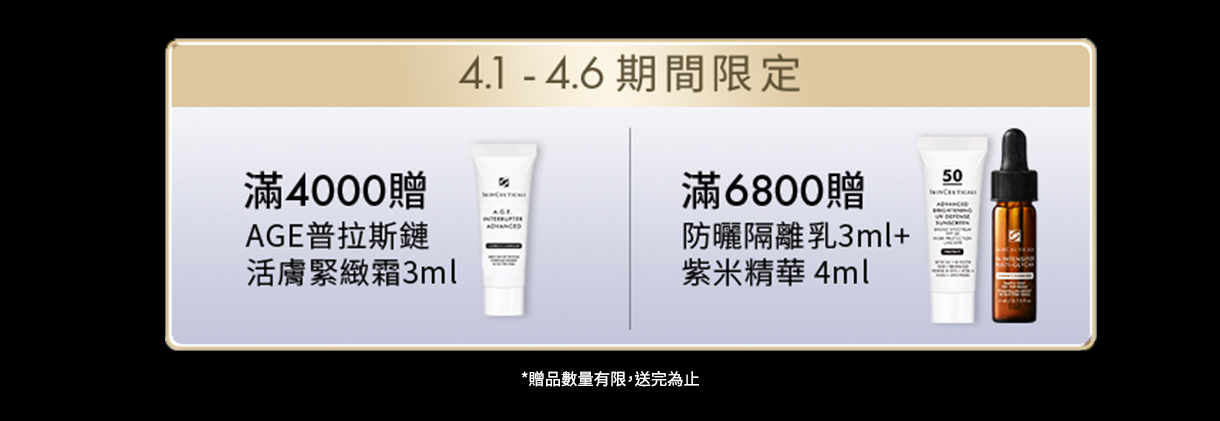 4.1 - 4.6 期間限定
滿4000贈
AGE普拉斯鏈
活膚緊緻霜3ml
SKINCEUTICALS
A.G.E.
INTERRUPTER
ADVANCED
滿6800贈
防曬隔離乳3ml+
紫米精華 4ml
50
SKINCEUTICALS
ADVANCED
BRIGHTENING
UV DEFENSE
SUNSCREEN
*贈品數量有限，送完為止